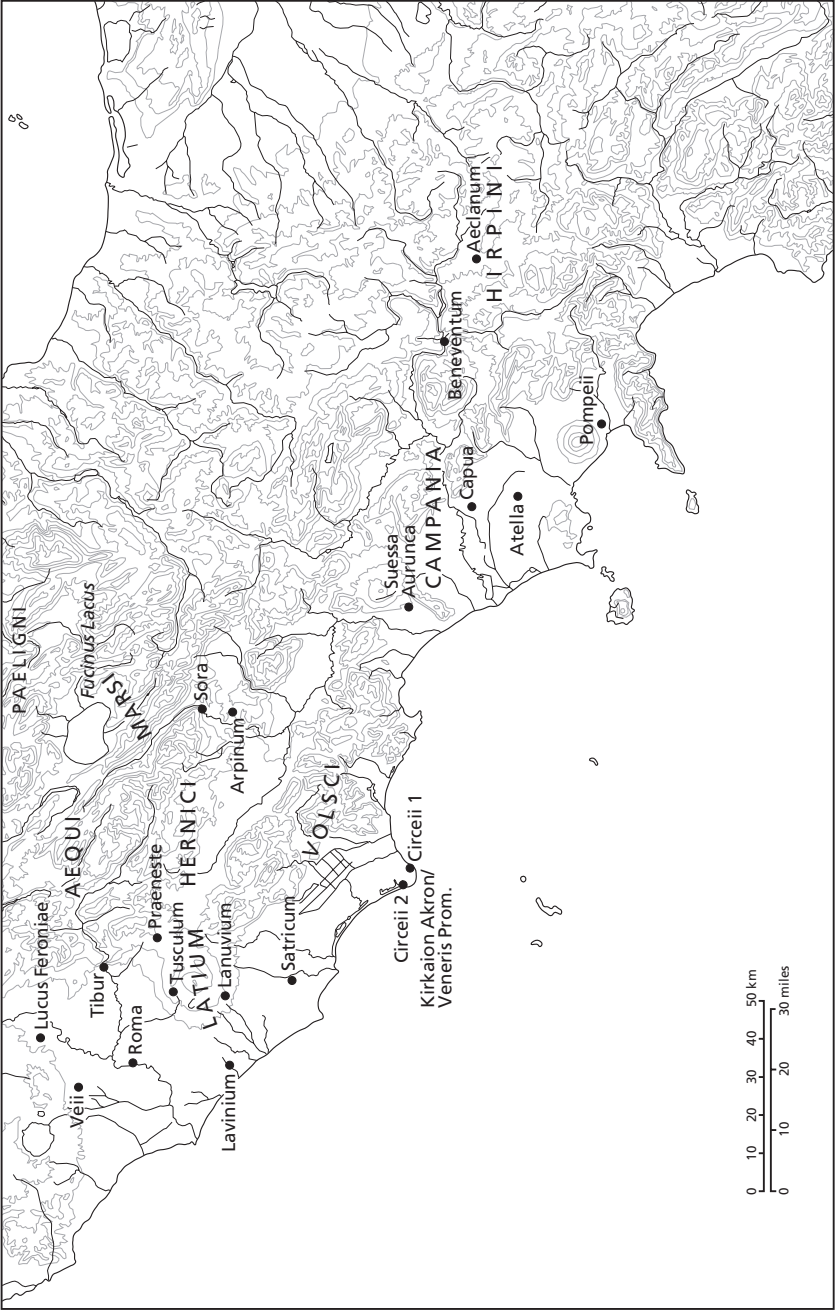 PAELIGNI
Fucinus Lacus
MARSI
AEQUI
Lucus Feroniae
Veii
Tibur
Roma
Praeneste
HERNICI
Sora
Arpinum
Tusculum
LATIUM
Lanuvium
Lavinium
Satricum
VOLSCI
Circeii 1
Circeii 2
Kirkaion Akron/
Veneris Prom.
Suessa
Aurunca
CAMPANIA
Capua
Atella
Beneventum
Aeclanum
HIRPINI
Pompeii
0 10 20 30 40 50 km
0 10 20 30 miles